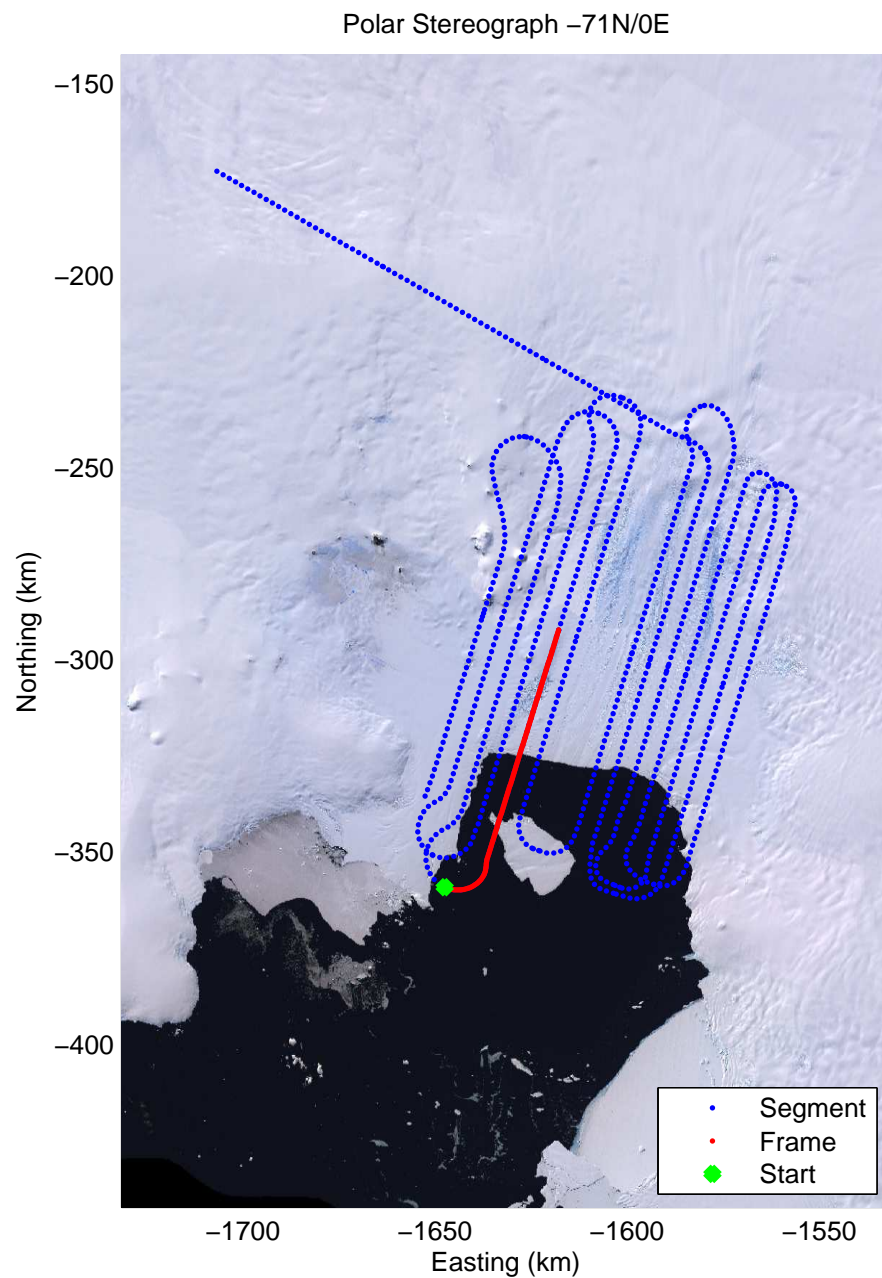 Polar Stereograph −71N/0E
−150
−200
−250
−300
−350
−400
Northing (km)
−1700
−1650
−1600
−1550
Easting (km)
Segment
Frame
Start